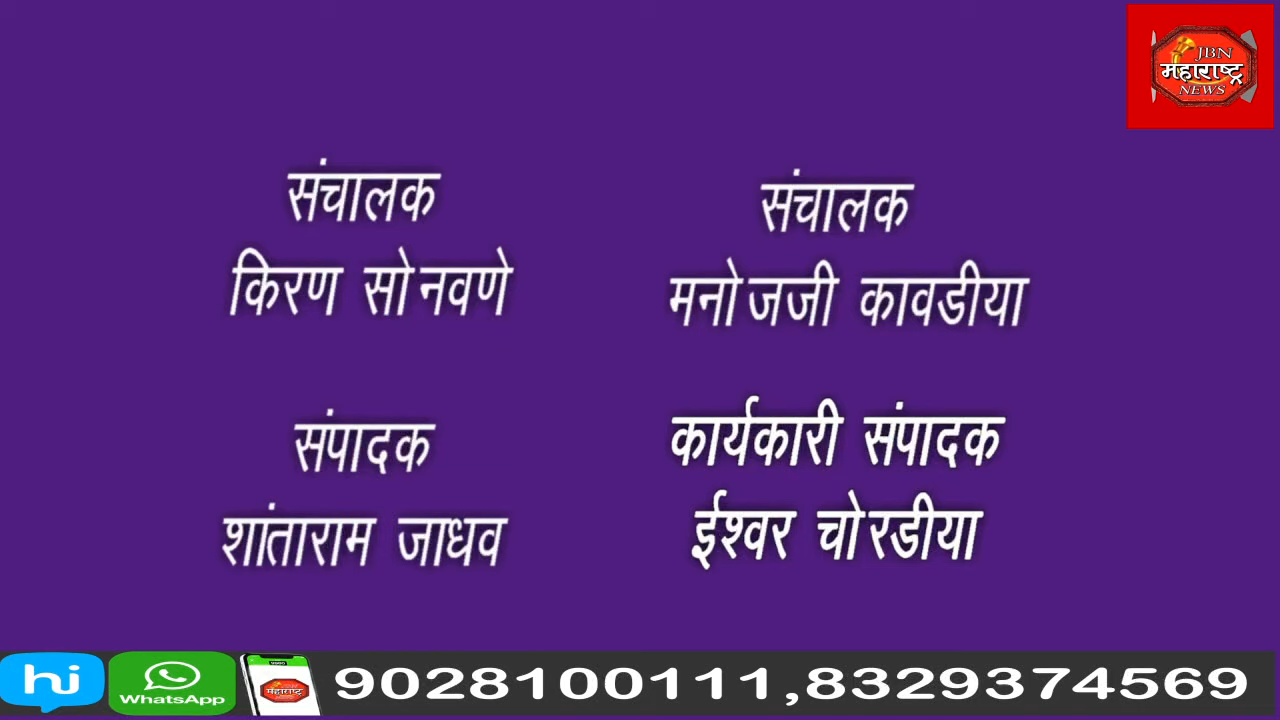 JBN
महाराष्ट्र
NEWS
संचालक
किरण सोनवणे
संचालक
मनोजजी कावडीया
संपादक
शांताराम जाधव
कार्यकारी संपादक
ईश्वर चोरडीया
hi
WhatsApp
महाराष्ट्र
9028100111,8329374569